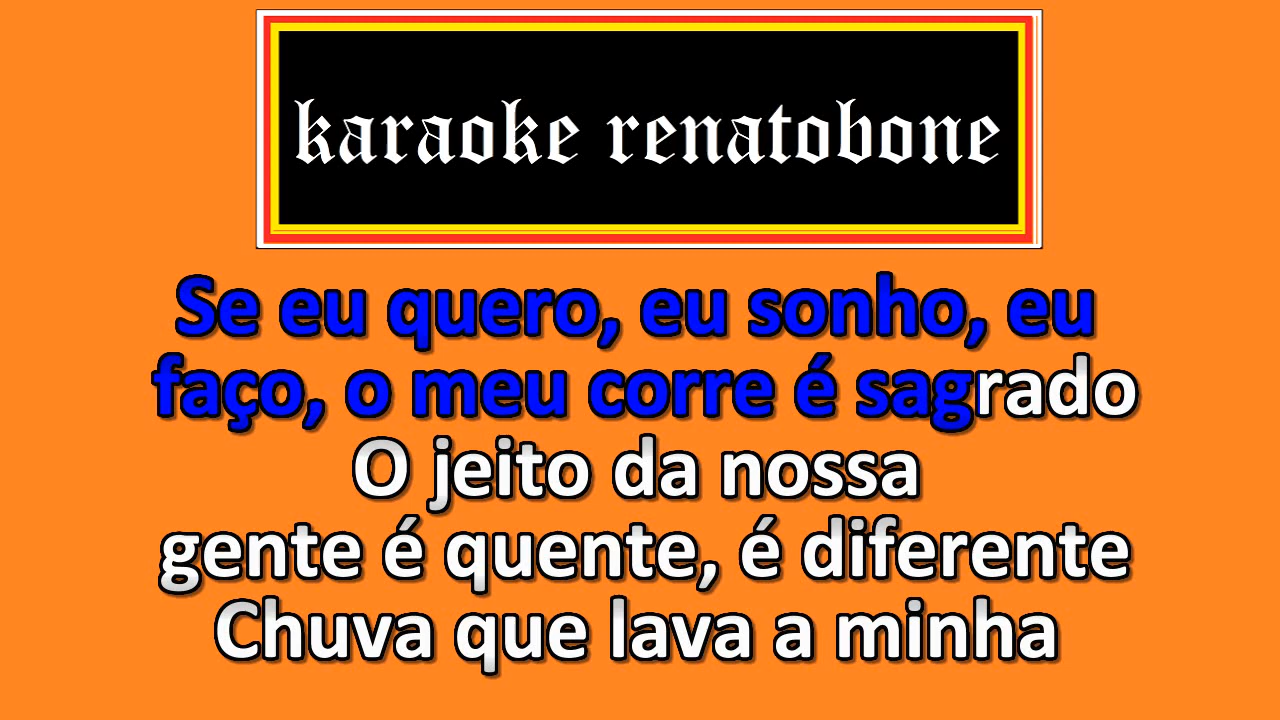 karaoke renatobone
Se eu quero, eu sonho, eu
faço, o meu corre é sagrado
O jeito da nossa
gente é quente, é diferente
Chuva que lava a minha